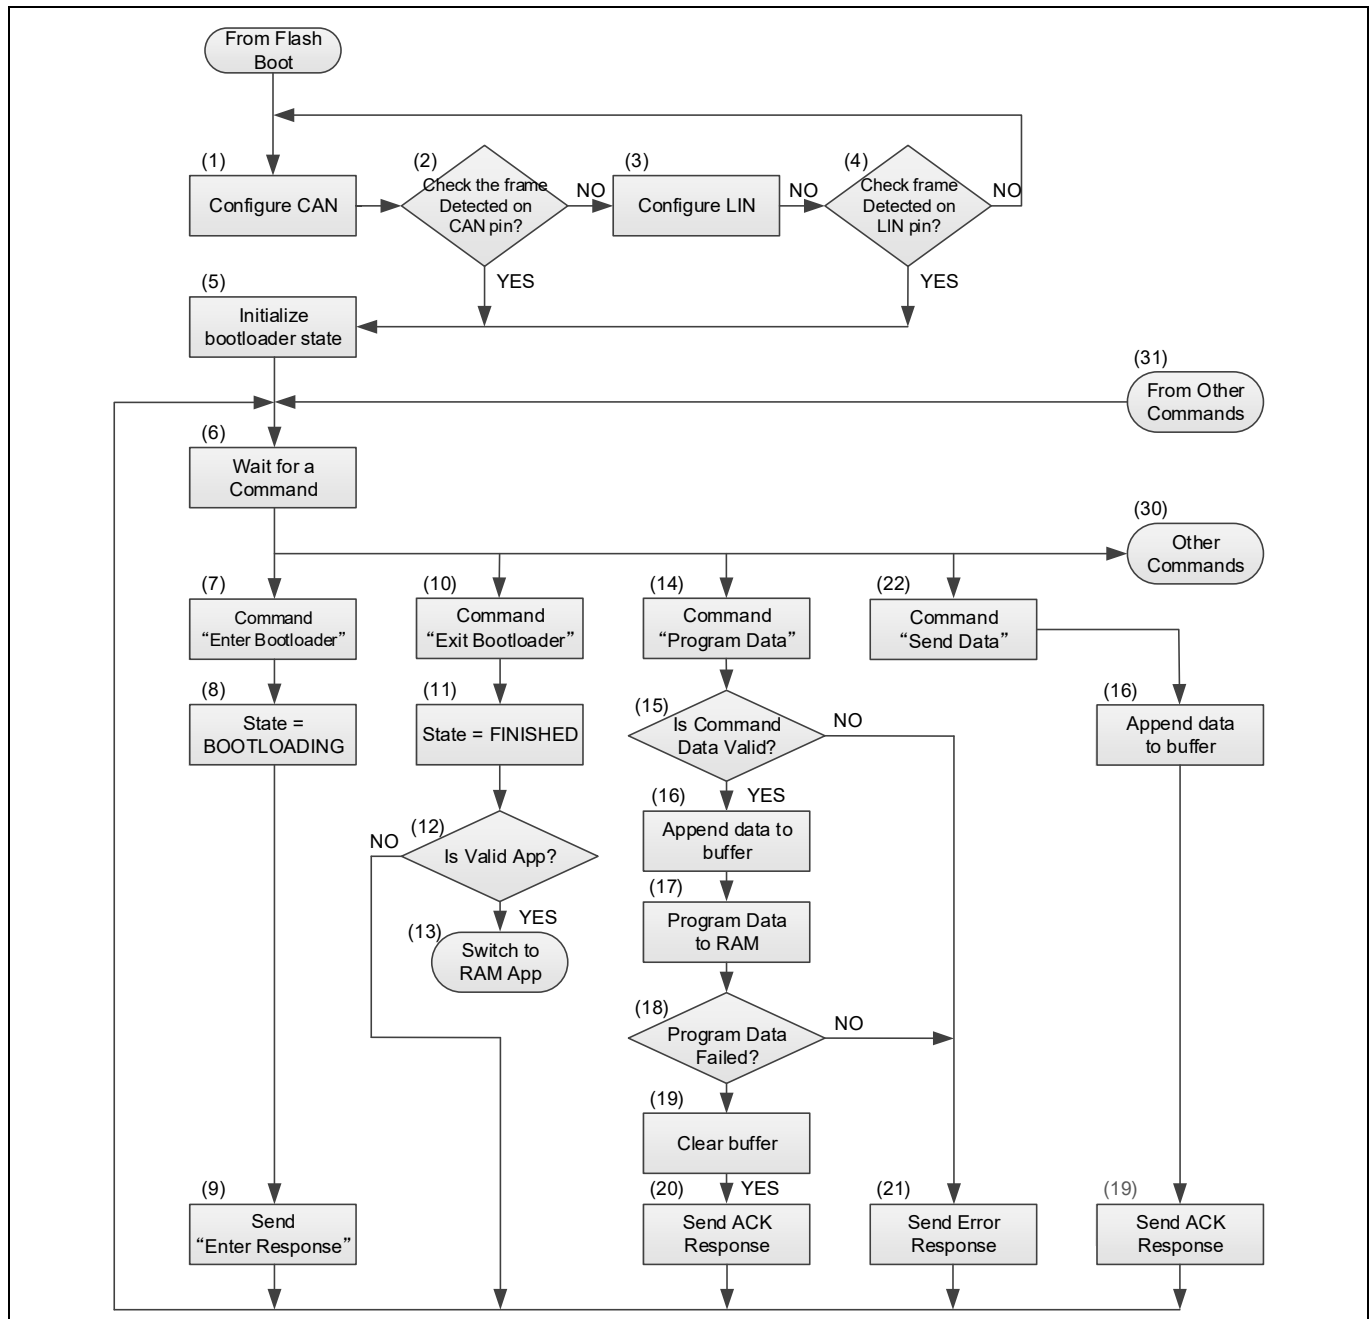 From Flash
Boot
(1)
Configure CAN
(2)
Check the frame
Detected on
CAN pin?
NO
YES
(3)
Configure LIN
NO
(4)
Check frame
Detected on
LIN pin?
NO
YES
(5)
Initialize
bootloader state
(31)
From Other
Commands
(6)
Wait for a
Command
(30)
Other
Commands
(7)
Command
“Enter Bootloader”
(8)
State =
BOOTLOADING
(9)
Send
“Enter Response”
(10)
Command
“Exit Bootloader”
(11)
State = FINISHED
(12)
Is Valid App?
NO
YES
(13)
Switch to
RAM App
(14)
Command
“Program Data”
(15)
Is Command
Data Valid?
NO
YES
(16)
Append data to
buffer
(17)
Program Data
to RAM
(18)
Program Data
Failed?
NO
(19)
Clear buffer
YES
(20)
Send ACK
Response
(21)
Send Error
Response
(22)
Command
“Send Data”
(16)
Append data
to buffer
(19)
Send ACK
Response